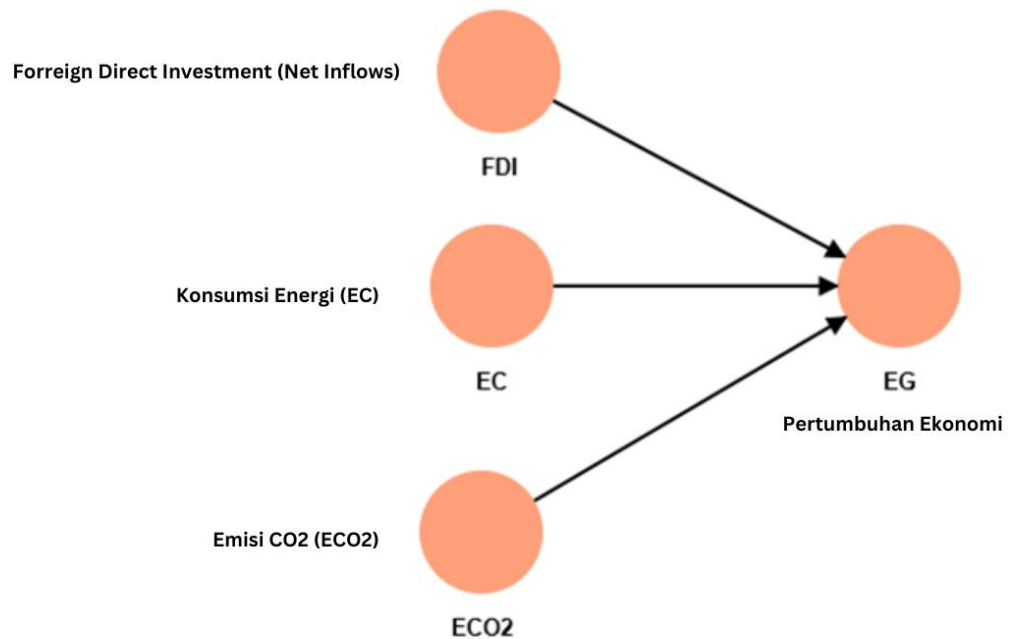 Forreign Direct Investment (Net Inflows)
FDI
Konsumsi Energi (EC)
EC
EG
Pertumbuhan Ekonomi
Emisi CO2 (ECO2)
ECO2